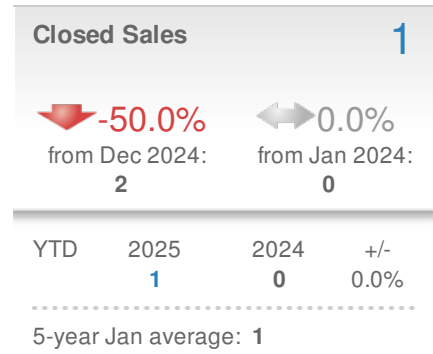 Closed Sales 1
-50.0% 0.0%
from Dec 2024: from Jan 2024:
2 0
YTD 2025 2024 +/-
1 0 0.0%
5-year Jan average: 1